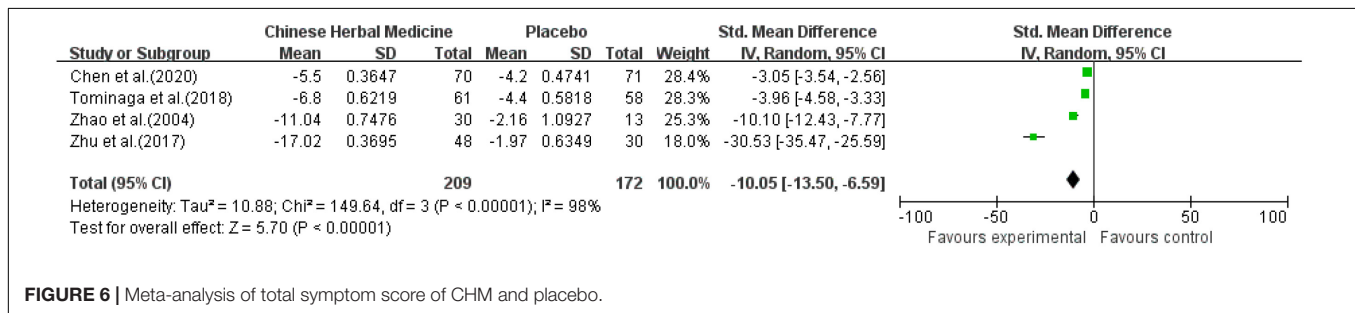 Chinese Herbal Medicine Placebo Std. Mean Difference Std. Mean Difference
Study or Subgroup Mean SD Total Mean SD Total Weight IV, Random, 95% CI IV, Random, 95% CI
Chen et al.(2020) -5.5 0.3647 70 -4.2 0.4741 71 28.4% -3.05 [-3.54, -2.56]
Tominaga et al.(2018) -6.8 0.6219 61 -4.4 0.5818 58 28.3% -3.96 [-4.58, -3.33]
Zhao et al.(2004) -11.04 0.7476 30 -2.16 1.0927 13 25.3% -10.10 [-12.43, -7.77]
Zhu et al.(2017) -17.02 0.3695 48 -1.97 0.6349 30 18.0% -30.53 [-35.47, -25.59]
Total (95% CI) 209 172 100.0% -10.05 [-13.50, -6.59]
Heterogeneity: Tau² = 10.88; Chi² = 149.64, df = 3 (P < 0.00001); I² = 98%
Test for overall effect: Z = 5.70 (P < 0.00001)
-100 -50 0 50 100
Favours experimental Favours control
FIGURE 6 | Meta-analysis of total symptom score of CHM and placebo.